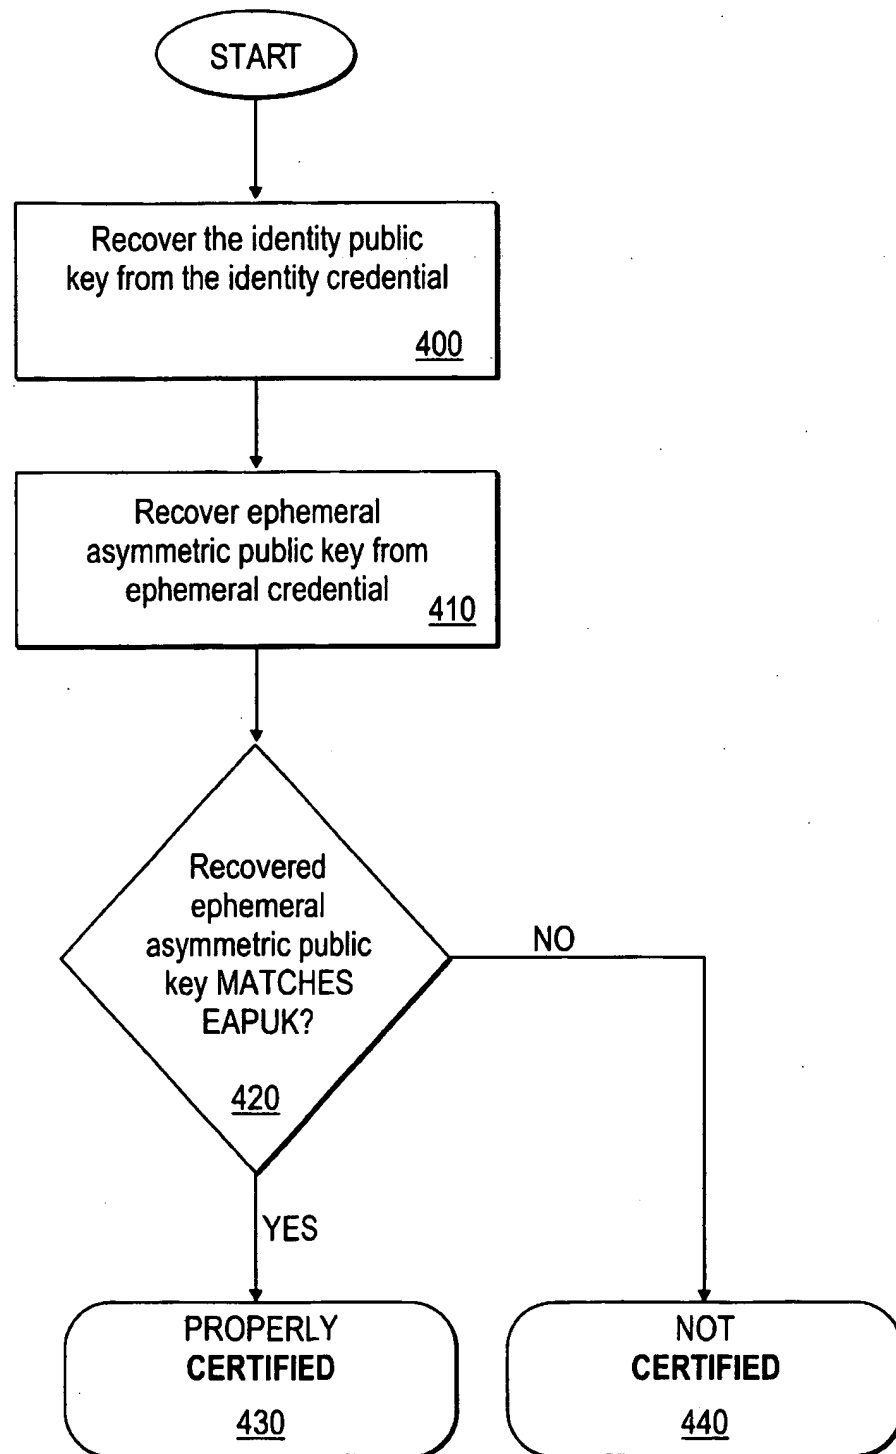 START
Recover the identity public
key from the identity credential
400
Recover ephemeral
asymmetric public key from
ephemeral credential
410
Recovered
ephemeral
asymmetric public
key MATCHES
EAPUK?
420
NO
YES
PROPERLY
CERTIFIED
430
NOT
CERTIFIED
440